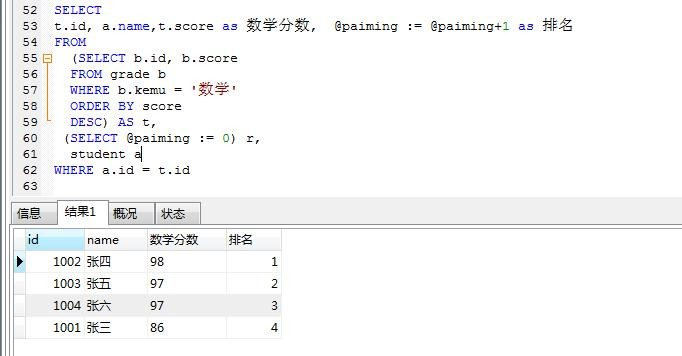 52 SELECT
53 t.id, a.name,t.score as 数学分数, @paiming := @paiming+1 as 排名
54 FROM
55 (SELECT b.id, b.score
56 FROM grade b
57 WHERE b.kemu = '数学'
58 ORDER BY score
59 DESC) AS t,
60 (SELECT @paiming := 0) r,
61 student a
62 WHERE a.id = t.id
63
信息 结果1 概况 状态
id name 数学分数 排名
1002 张四 98 1
1003 张五 97 2
1004 张六 97 3
1001 张三 86 4